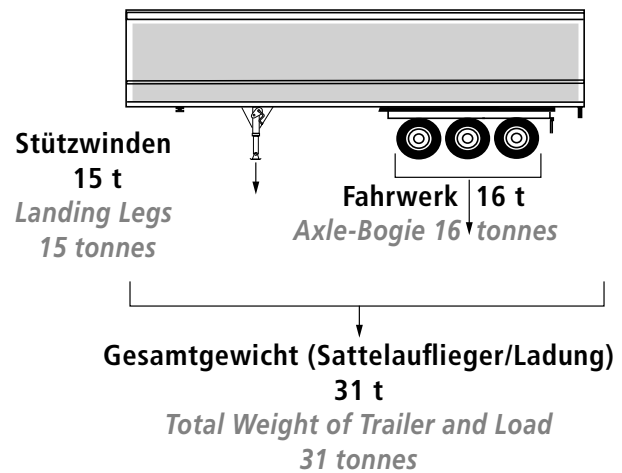 Stützwinden
15 t
Landing Legs
15 tonnes
Fahrwerk 16 t
Axle-Bogie 16 tonnes
Gesamtgewicht (Sattelauflieger/Ladung)
31 t
Total Weight of Trailer and Load
31 tonnes